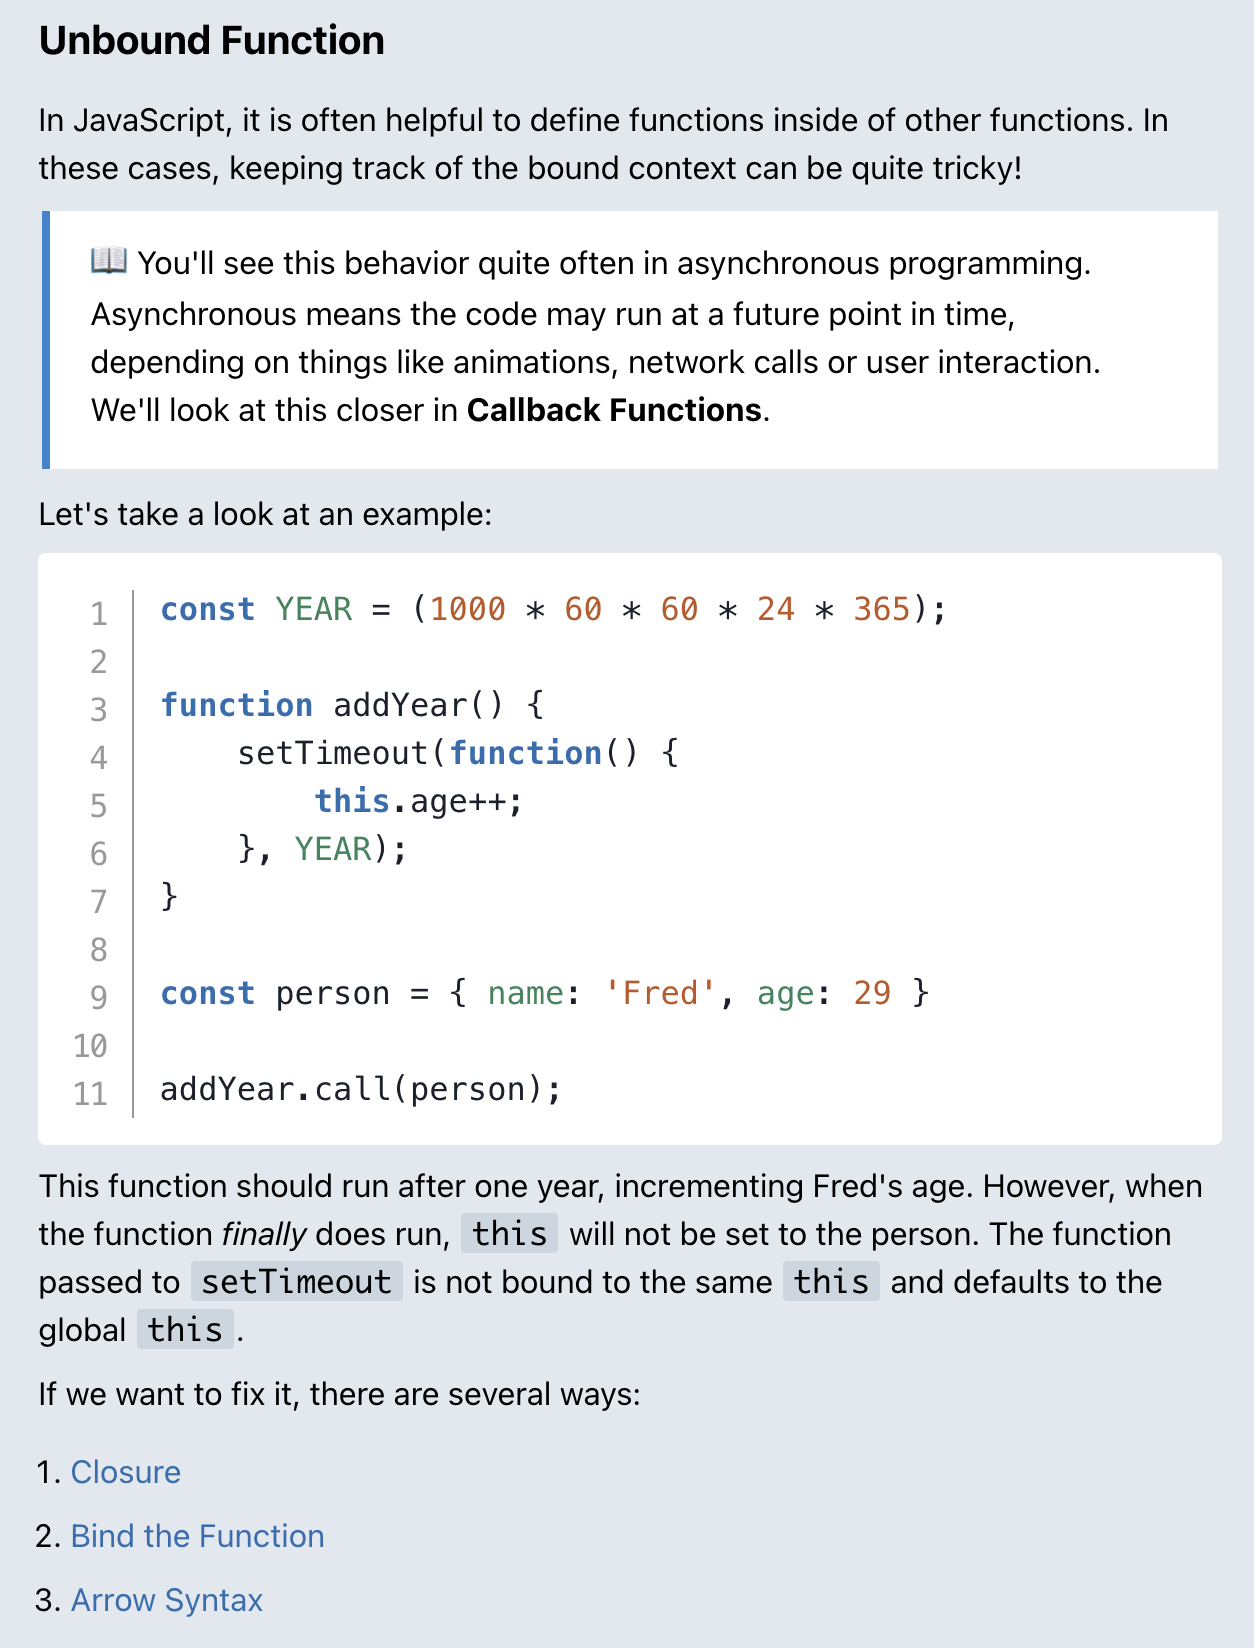 Unbound Function
In JavaScript, it is often helpful to define functions inside of other functions. In
these cases, keeping track of the bound context can be quite tricky!
📖 You'll see this behavior quite often in asynchronous programming.
Asynchronous means the code may run at a future point in time,
depending on things like animations, network calls or user interaction.
We'll look at this closer in Callback Functions.
Let's take a look at an example:
1 const YEAR = (1000 * 60 * 60 * 24 * 365);
2
3 function addYear() {
4     setTimeout(function() {
5         this.age++;
6     }, YEAR);
7 }
8
9 const person = { name: 'Fred', age: 29 }
10
11 addYear.call(person);
This function should run after one year, incrementing Fred's age. However, when
the function finally does run, this will not be set to the person. The function
passed to setTimeout is not bound to the same this and defaults to the
global this.
If we want to fix it, there are several ways:
1. Closure
2. Bind the Function
3. Arrow Syntax